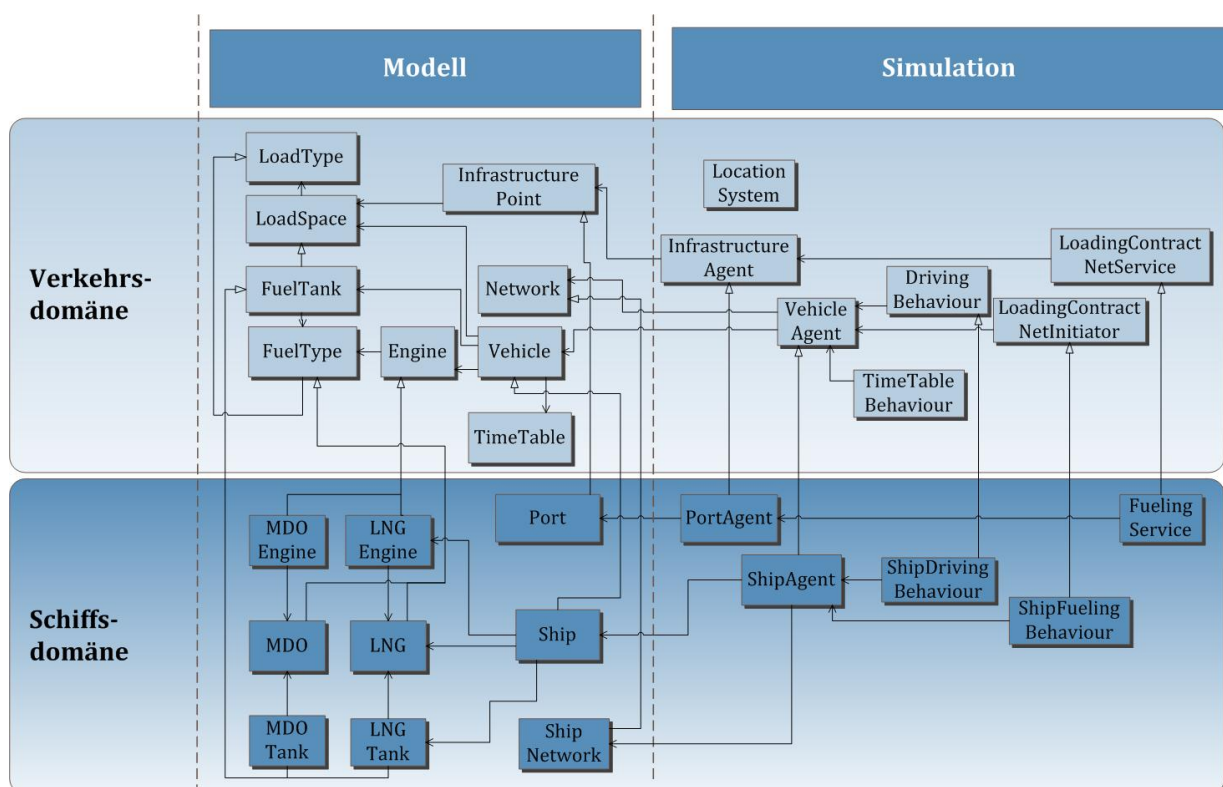 Modell
Simulation
Verkehrs-
domäne
LoadType
LoadSpace
FuelTank
FuelType
Infrastructure
Point
Network
Engine
Vehicle
TimeTable
Location
System
Infrastructure
Agent
Vehicle
Agent
Driving
Behaviour
LoadingContract
NetService
LoadingContract
NetInitiator
TimeTable
Behaviour
Schiffs-
domäne
MDO
Engine
LNG
Engine
Port
MDO
LNG
Ship
MDO
Tank
LNG
Tank
Ship
Network
PortAgent
ShipAgent
ShipDriving
Behaviour
ShipFueling
Behaviour
Fueling
Service